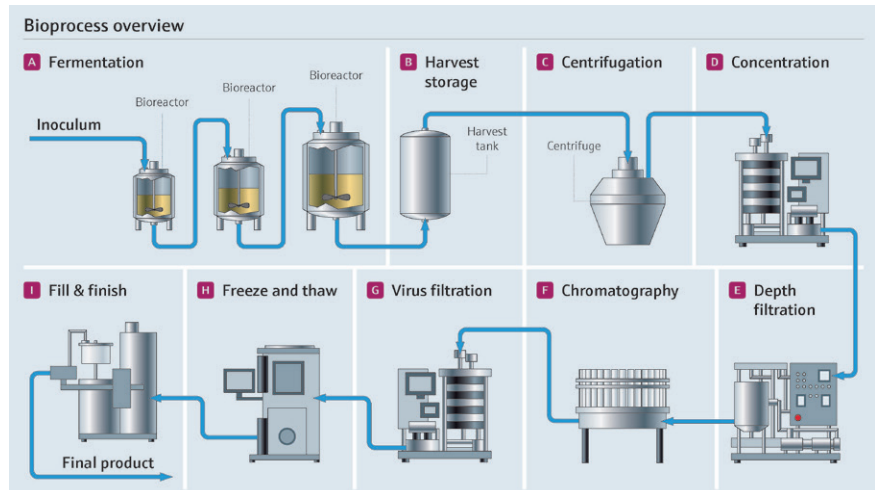 Bioprocess overview
A Fermentation
Bioreactor
Bioreactor
Bioreactor
Inoculum
B Harvest
storage
Harvest
tank
C Centrifugation
Centrifuge
D Concentration
I Fill & finish
Final product
H Freeze and thaw
G Virus filtration
F Chromatography
E Depth
filtration